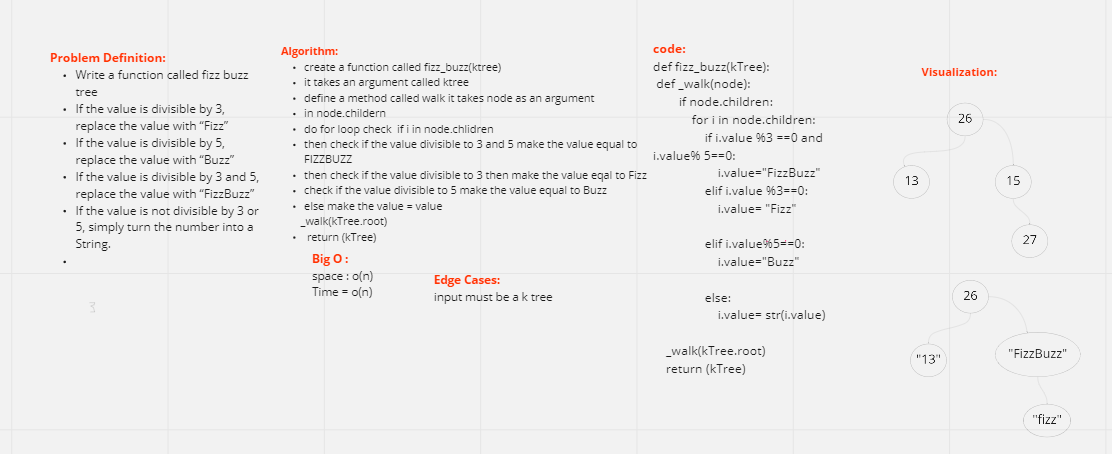 Problem Definition:
• Write a function called fizz buzz
tree
• If the value is divisible by 3,
replace the value with “Fizz”
• If the value is divisible by 5,
replace the value with “Buzz”
• If the value is divisible by 3 and 5,
replace the value with “FizzBuzz”
• If the value is not divisible by 3 or
5, simply turn the number into a
String.
•
Algorithm:
• create a function called fizz_buzz(ktree)
• it takes an argument called ktree
• define a method called walk it takes node as an argument
• in node.childern
• do for loop check if i in node.chlidren
• then check if the value divisible to 3 and 5 make the value equal to
FIZZBUZZ
• then check if the value divisible to 3 then make the value eqal to Fizz
• check if the value divisible to 5 make the value equal to Buzz
• else make the value = value
_walk(kTree.root)
• return (kTree)
Big O :
space : o(n)
Time = o(n)
Edge Cases:
input must be a k tree
code:
def fizz_buzz(kTree):
def _walk(node):
if node.children:
for i in node.children:
if i.value %3 ==0 and
i.value% 5==0:
i.value="FizzBuzz"
elif i.value %3==0:
i.value= "Fizz"
elif i.value%5==0:
i.value="Buzz"
else:
i.value= str(i.value)
_walk(kTree.root)
return (kTree)
VIsualization:
26
13
15
27
26
"13"
"FizzBuzz"
"fizz"